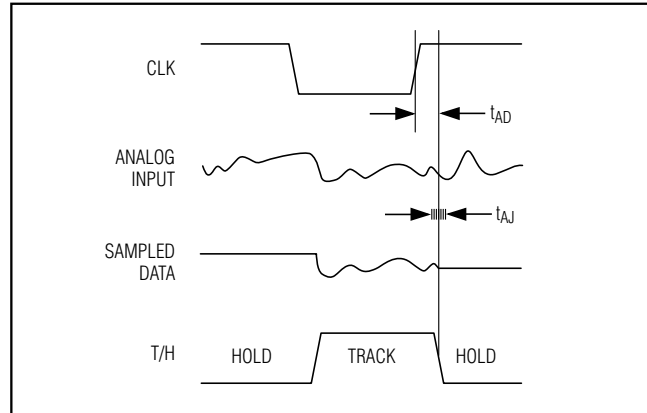 CLK
tAD
ANALOG
INPUT
tAJ
SAMPLED
DATA
T/H
HOLD
TRACK
HOLD